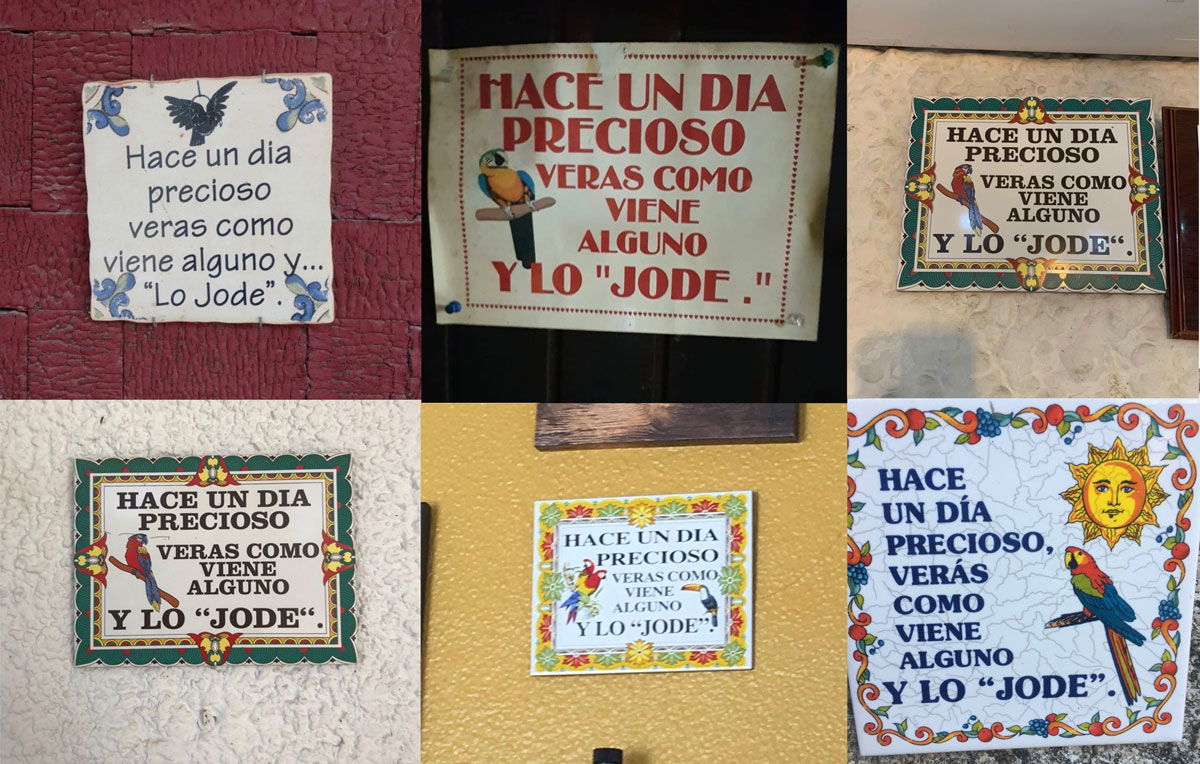 Hace un dia
precioso
veras como
viene alguno y...
“Lo Jode”.
HACE UN DIA
PRECIOSO
VERAS COMO
VIENE
ALGUNO
Y LO "JODE ."
HACE UN DIA
PRECIOSO
VERAS COMO
VIENE
ALGUNO
Y LO “JODE“.
HACE UN DIA
PRECIOSO
VERAS COMO
VIENE
ALGUNO
Y LO “JODE“.
HACE UN DIA
PRECIOSO
VERAS COMO
VIENE
ALGUNO
Y LO “JODE”.
HACE
UN DÍA
PRECIOSO,
VERÁS
COMO
VIENE
ALGUNO
Y LO “JODE”.